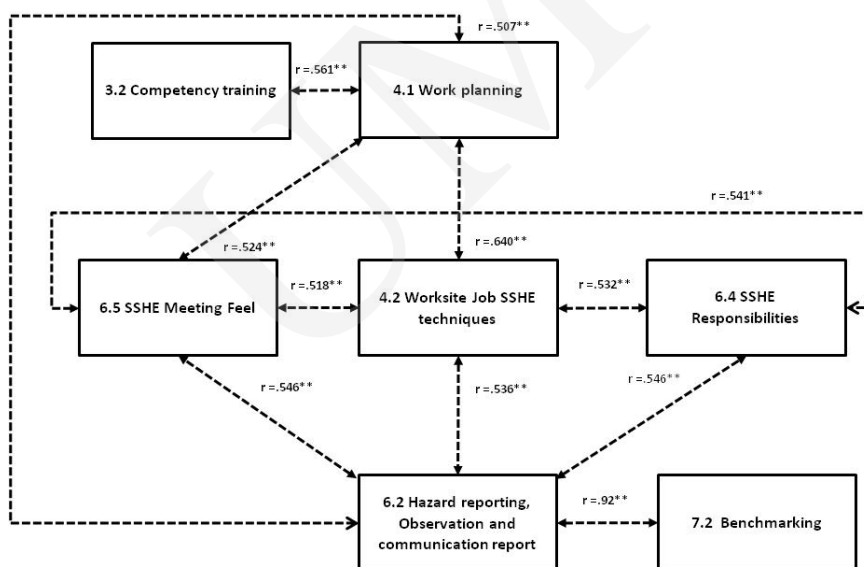 r =.507**
r =.561**
3.2 Competency training
4.1 Work planning
r =.541**
r =.524**
r =.640**
r =.518**
r =.532**
6.5 SSHE Meeting Feel
4.2 Worksite Job SSHE
techniques
6.4 SSHE
Responsibilities
r =.546**
r =.536**
r =.546**
6.2 Hazard reporting,
Observation and
communication report
r =.92**
7.2 Benchmarking
UM